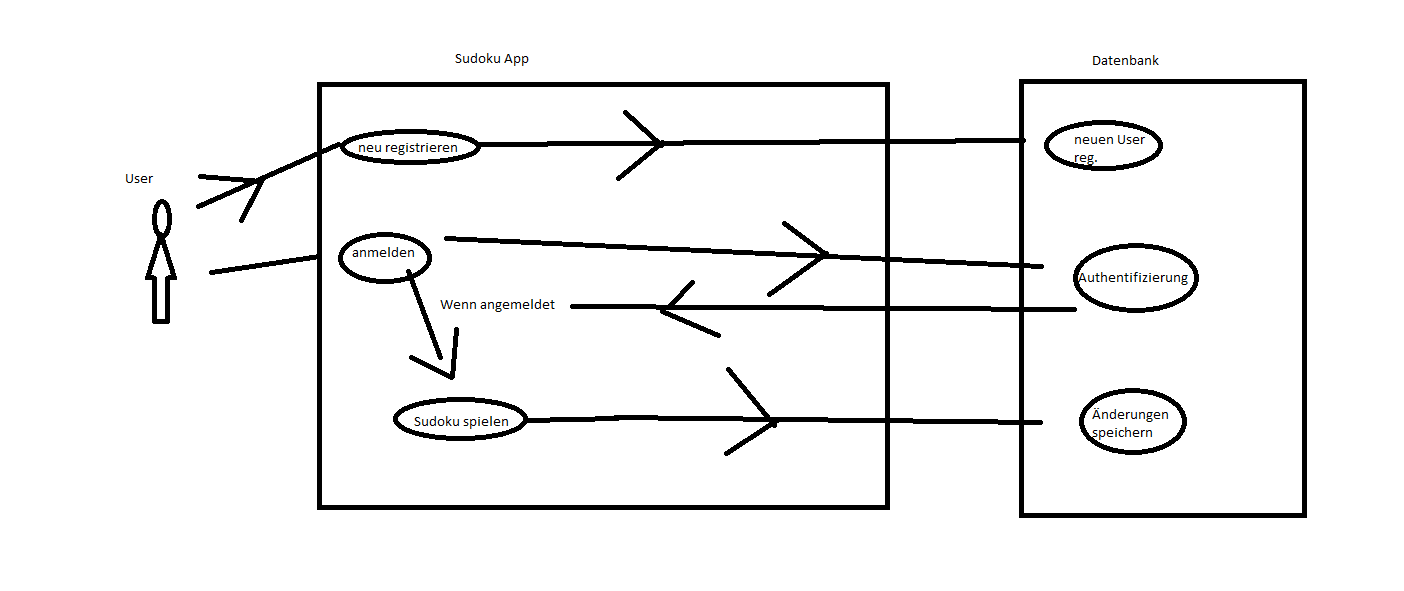 Sudoku App
Datenbank
User
neu registrieren
neuen User
reg.
anmelden
Authentifizierung
Wenn angemeldet
Sudoku spielen
Änderungen
speichern